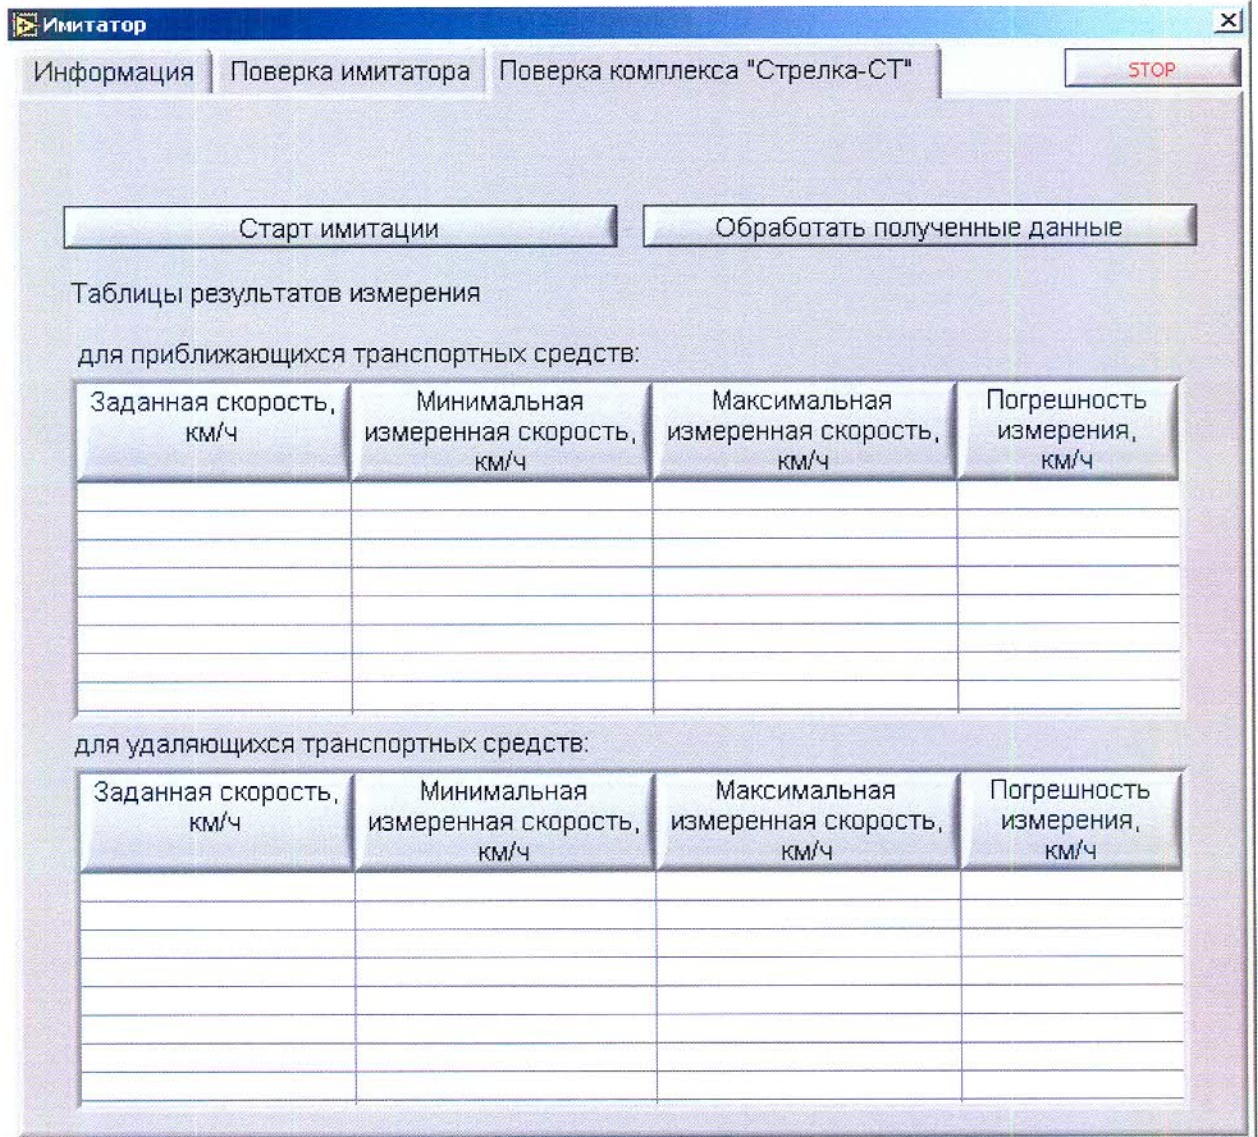 Имитатор
Информация Поверка имитатора Поверка комплекса "Стрелка-СТ" STOP
Старт имитации Обработать полученные данные
Таблицы результатов измерения
для приближающихся транспортных средств:
Заданная скорость, Минимальная Максимальная Погрешность
км/ч измеренная скорость, измеренная скорость, измерения,
км/ч км/ч км/ч
для удаляющихся транспортных средств:
Заданная скорость, Минимальная Максимальная Погрешность
км/ч измеренная скорость, измеренная скорость, измерения,
км/ч км/ч км/ч